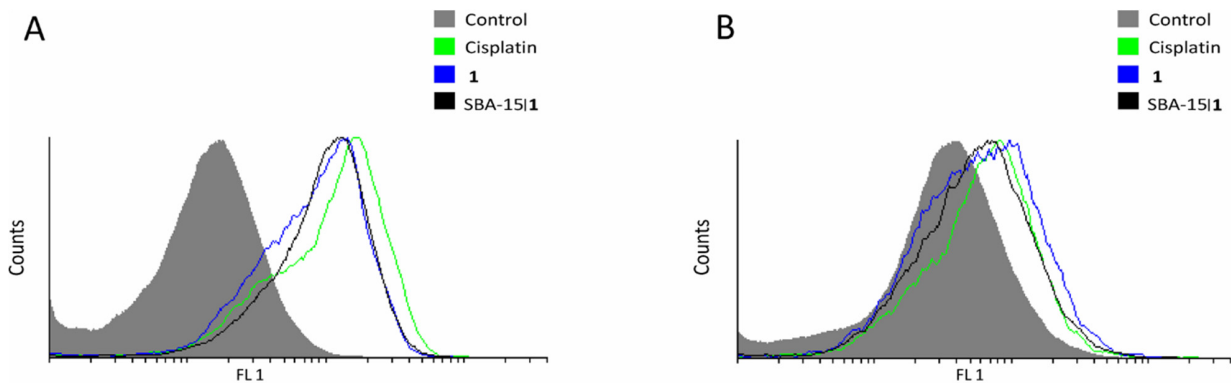 A
Control
Cisplatin
1
SBA-15|1
Counts
FL 1
B
Control
Cisplatin
1
SBA-15|1
Counts
FL 1